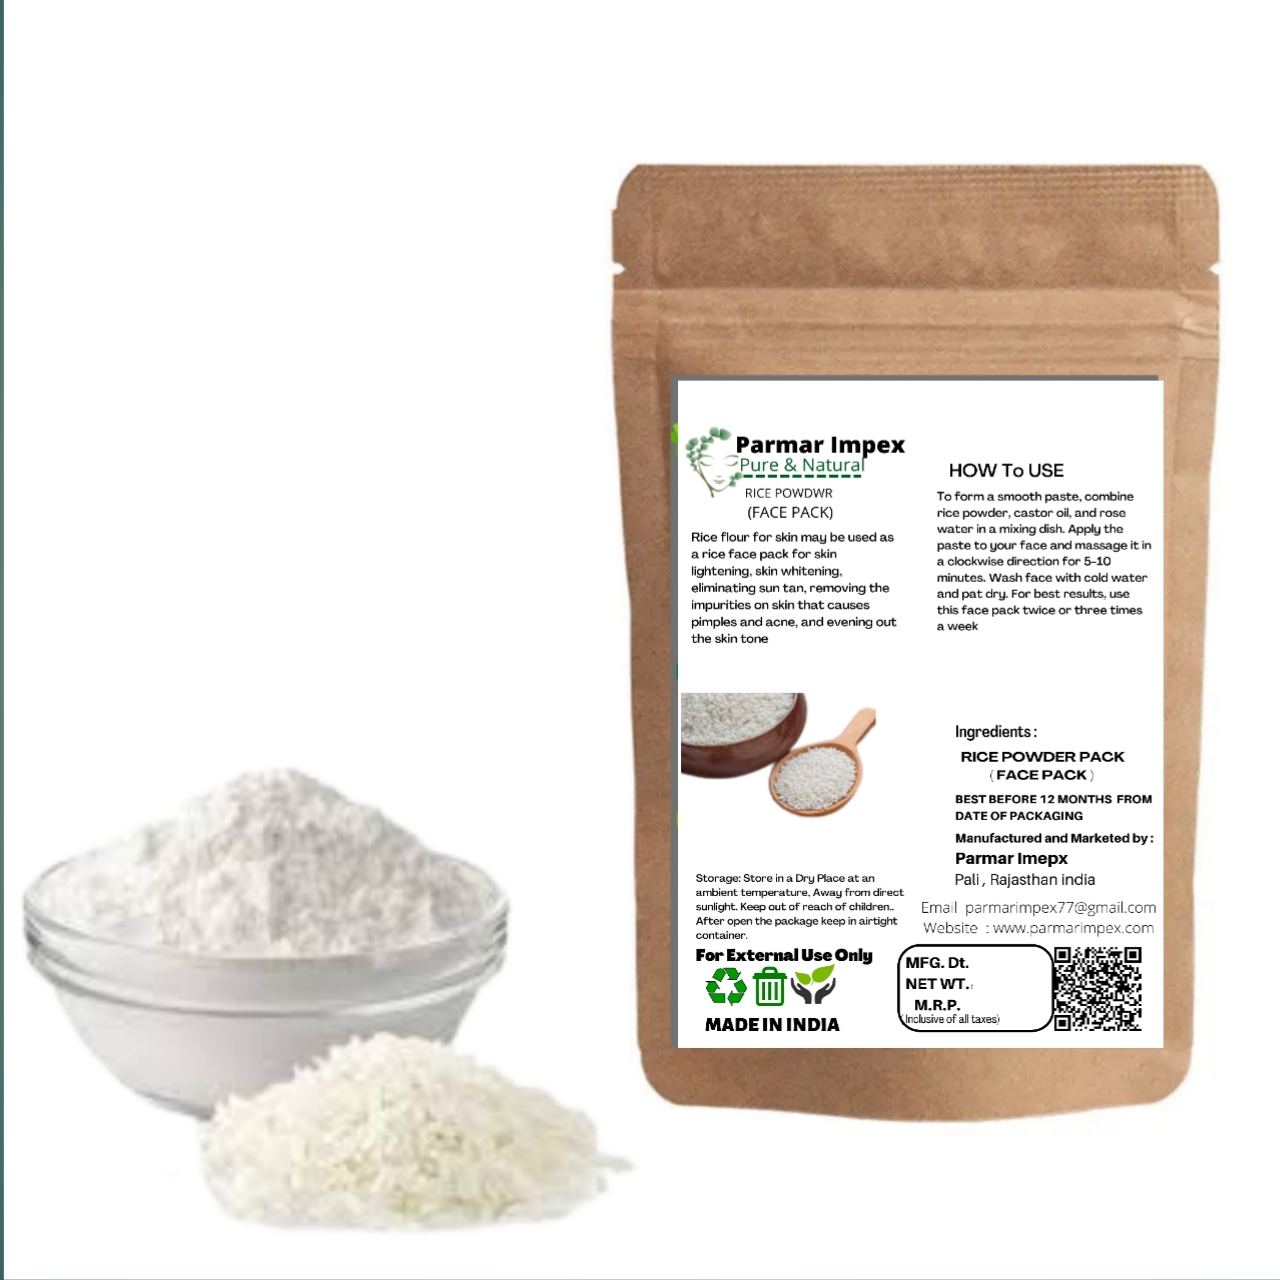 Parmar Impex
Pure & Natural
RICE POWDWR
(FACE PACK)
Rice flour for skin may be used as
a rice face pack for skin
lightening, skin whitening,
eliminating sun tan, removing the
impurities on skin that causes
pimples and acne, and evening out
the skin tone
HOW To USE
To form a smooth paste, combine
rice powder, castor oil, and rose
water in a mixing dish. Apply the
paste to your face and massage it in
a clockwise direction for 5-10
minutes. Wash face with cold water
and pat dry. For best results, use
this face pack twice or three times
a week
Ingredients :
RICE POWDER PACK
( FACE PACK )
BEST BEFORE 12 MONTHS FROM
DATE OF PACKAGING
Manufactured and Marketed by :
Parmar Imepx
Pali , Rajasthan india
Email parmarimpex77@gmail.com
Website : www.parmarimpex.com
Storage: Store in a Dry Place at an
ambient temperature, Away from direct
sunlight. Keep out of reach of children..
After open the package keep in airtight
container.
For External Use Only
MADE IN INDIA
MFG. Dt.
NET WT. :
M.R.P.
(Inclusive of all taxes)